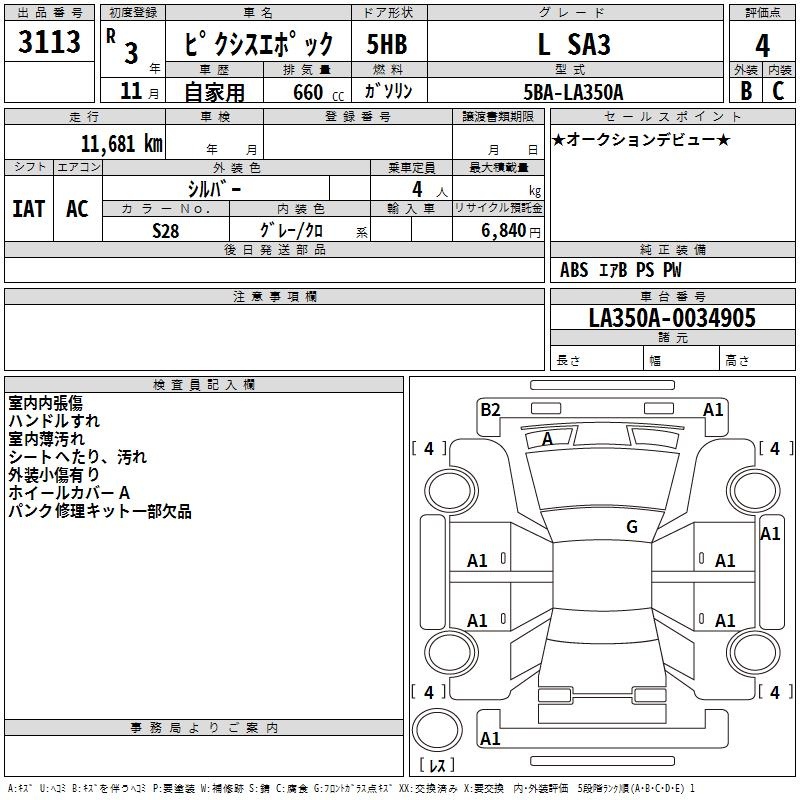 出品番号
3113
初度登録
R 3 年
11 月
車名
ﾋﾟｸｼｽｴﾎﾟｯｸ
ドア形状
5HB
グレード
L SA3
評価点
4
外装 内装
B C
車歴
自家用
排気量
660 CC
燃料
ｶﾞｿﾘﾝ
型式
5BA-LA350A
走行
11,681 km
車検
年 月
登録番号
譲渡書類期限
月 日
シフト
IAT
エアコン
AC
外装色
ｼﾙﾊﾞｰ
乗車定員
4 人
最大積載量
kg
カラーNo.
S28
内装色
ｸﾞﾚｰ/ｸﾛ 系
輸入車
リサイクル預託金
6,840 円
後日発送部品
セールスポイント
★オークションデビュー★
純正装備
ABS ｴｱB PS PW
注意事項欄
車台番号
LA350A-0034905
諸元
長さ 幅 高さ
検査員記入欄
室内内張傷
ハンドルすれ
室内薄汚れ
シートへたり、汚れ
外装小傷有り
ホイールカバーＡ
パンク修理キット一部欠品
事務局よりご案内
B2 A1
A
[ 4 ] [ 4 ]
G
A1
A1 A1
A1 A1
[ 4 ] [ 4 ]
A1
[ ﾚｽ ]
A:ｷｽﾞ U:ﾍｺﾐ B:ｷｽﾞを伴うﾍｺﾐ P:要塗装 W:補修跡 S:錆 C:腐食 G:ﾌﾛﾝﾄｶﾞﾗｽ点ｷｽﾞ XX:交換済み X:要交換 内・外装評価 5段階ﾗﾝｸ順(A・B・C・D・E) 1